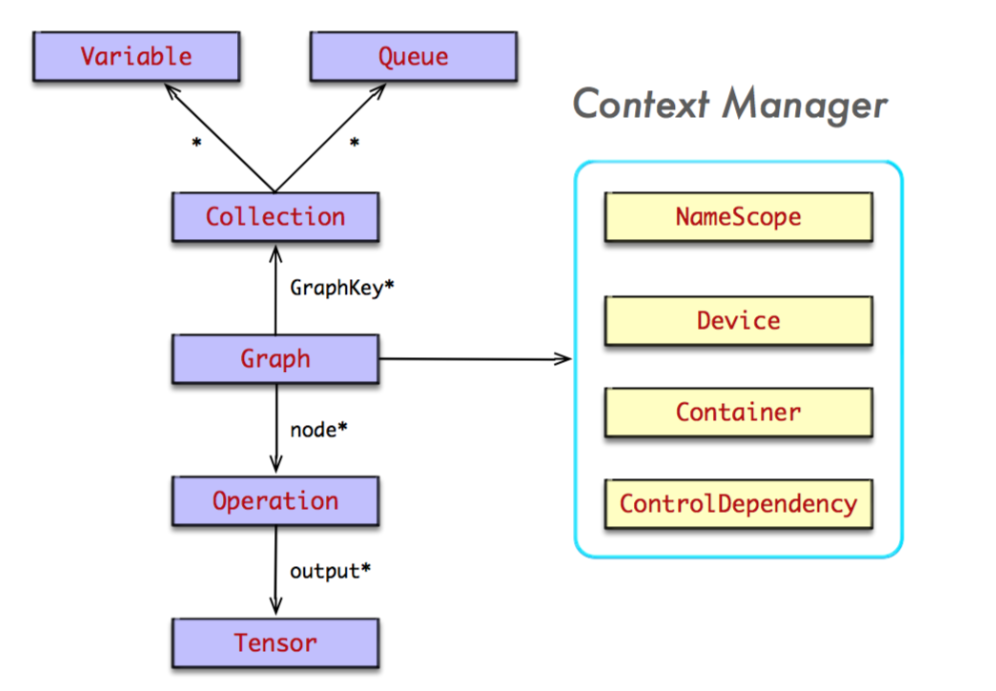 Variable
Queue
Context Manager
*
*
Collection
NameScope
GraphKey*
Device
Graph
Container
node*
Operation
ControlDependency
output*
Tensor